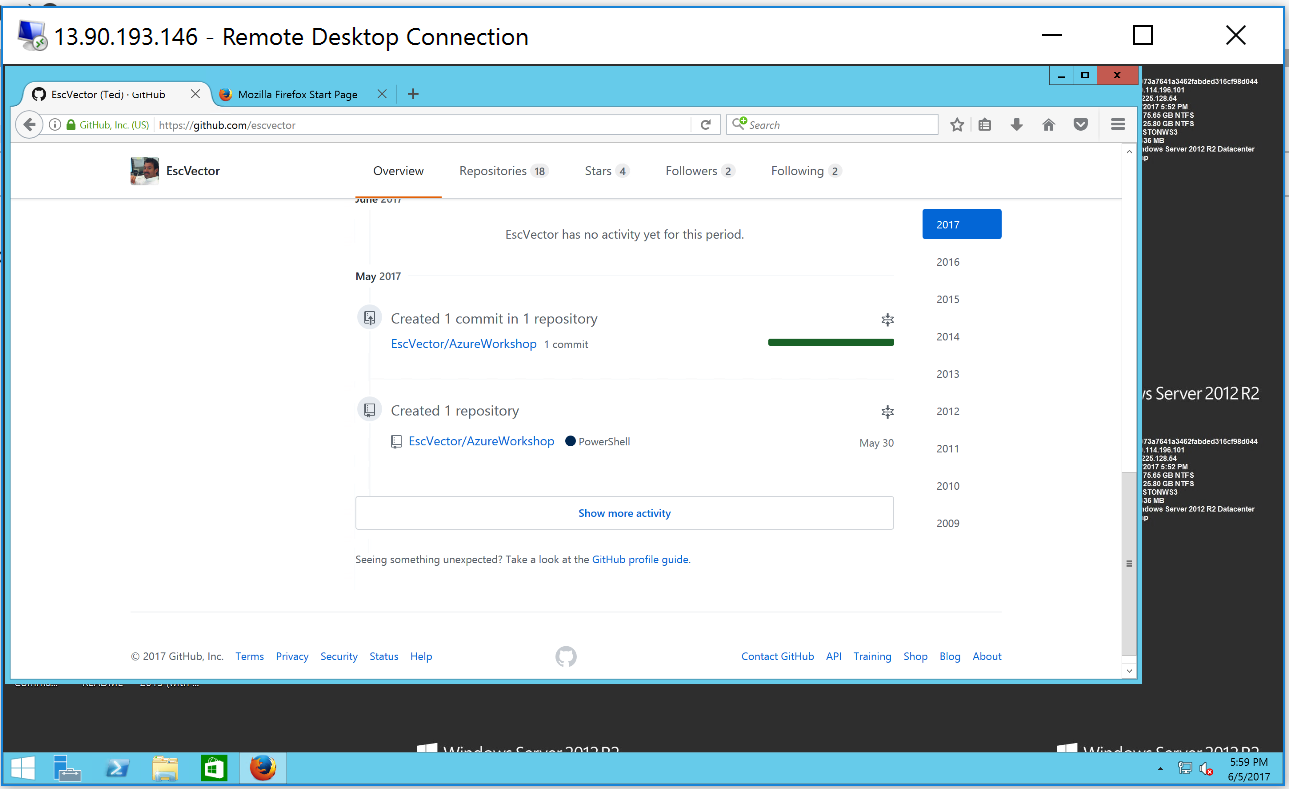 13.90.193.146 - Remote Desktop Connection
EscVector (Ted) · GitHub
Mozilla Firefox Start Page
GitHub, Inc. (US)
https://github.com/escvector
Search
EscVector
Overview
Repositories 18
Stars 4
Followers 2
Following 2
June 2017
EscVector has no activity yet for this period.
May 2017
Created 1 commit in 1 repository
EscVector/AzureWorkshop 1 commit
Created 1 repository
EscVector/AzureWorkshop PowerShell May 30
Show more activity
Seeing something unexpected? Take a look at the GitHub profile guide.
2017
2016
2015
2014
2013
2012
2011
2010
2009
© 2017 GitHub, Inc. Terms Privacy Security Status Help
Contact GitHub API Training Shop Blog About
73a7641a3462fabded316cf98d044
.114.196.101
225.128.64
2017 5:52 PM
75.65 GB NTFS
25.80 GB NTFS
STONWS3
36 MB
dows Server 2012 R2 Datacenter
up
s Server 2012 R2
73a7641a3462fabded316cf98d044
.114.196.101
225.128.64
2017 5:52 PM
75.65 GB NTFS
25.80 GB NTFS
STONWS3
36 MB
dows Server 2012 R2 Datacenter
up
Windows Server 2012 R2
Windows Server 2012 R2
5:59 PM
6/5/2017